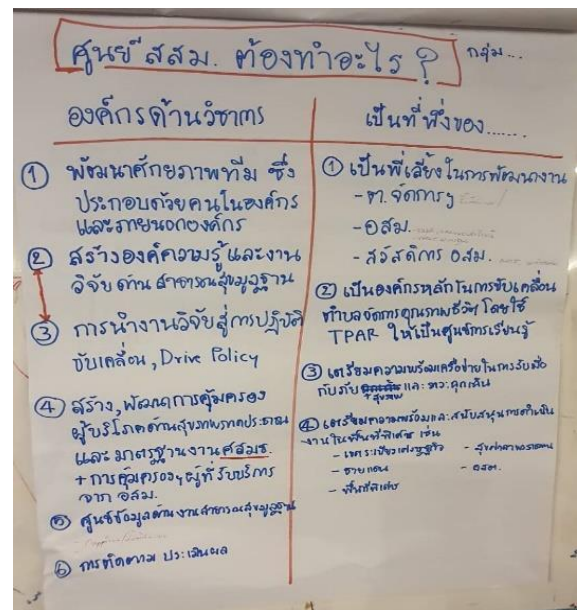 ศูนย์ สสม. ต้องทำอะไร ?
กลุ่ม...
องค์กรด้านวิชาการ
① พัฒนาศักยภาพทีม ซึ่ง
ประกอบด้วยคนในองค์กร
และภายนอกองค์กร
② สร้างองค์ความรู้และงาน
วิจัยด้านสาธารณสุขมูลฐาน
③ การนำงานวิจัยสู่การปฏิบัติ
ขับเคลื่อน, Drive Policy
④ สร้าง, พัฒนาการคุ้มครอง
ผู้บริโภคด้านสุขภาพภาคประชาชน
และมาตรฐานงาน ศสมช.
+ การคุ้มครองฯ ผู้ที่รับบริการ
จาก อสม.
⑤ ศูนย์ข้อมูลด้านงานสาธารณสุขมูลฐาน
⑥ การติดตาม ประเมินผล
เป็นที่พึ่งของ.......
① เป็นพี่เลี้ยงในการพัฒนางาน
- ต.จัดการฯ
- อสม.
- สวัสดิการ อสม.
② เป็นองค์กรหลักในการขับเคลื่อน
ตำบลจัดการคุณภาพชีวิตฯ โดยใช้
TPAR ให้เป็นศูนย์การเรียนรู้
③ เตรียมความพร้อมเครือข่ายในการรับมือ
กับภัยสุขภาพ และภาวะฉุกเฉิน
④ เตรียมความพร้อมและสนับสนุนการดำเนิน
งานในพื้นที่พิเศษ เช่น
- เขตระเบียงเศรษฐกิจ
- ชายแดน
- อสต.
- พื้นที่พิเศษ